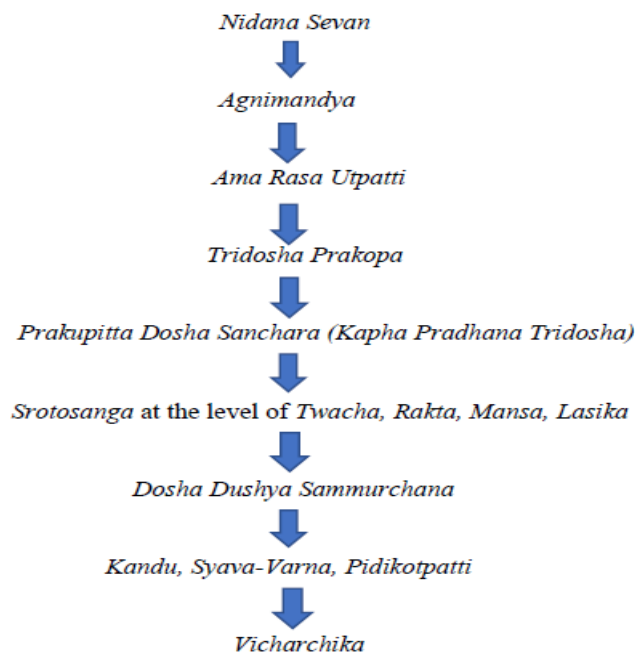 Nidana Sevan
Agnimandya
Ama Rasa Utpatti
Tridosha Prakopa
Prakupitta Dosha Sanchara (Kapha Pradhana Tridosha)
Srotosanga at the level of Twacha, Rakta, Mansa, Lasika
Dosha Dushya Sammurchana
Kandu, Syava-Varna, Pidikotpatti
Vicharchika